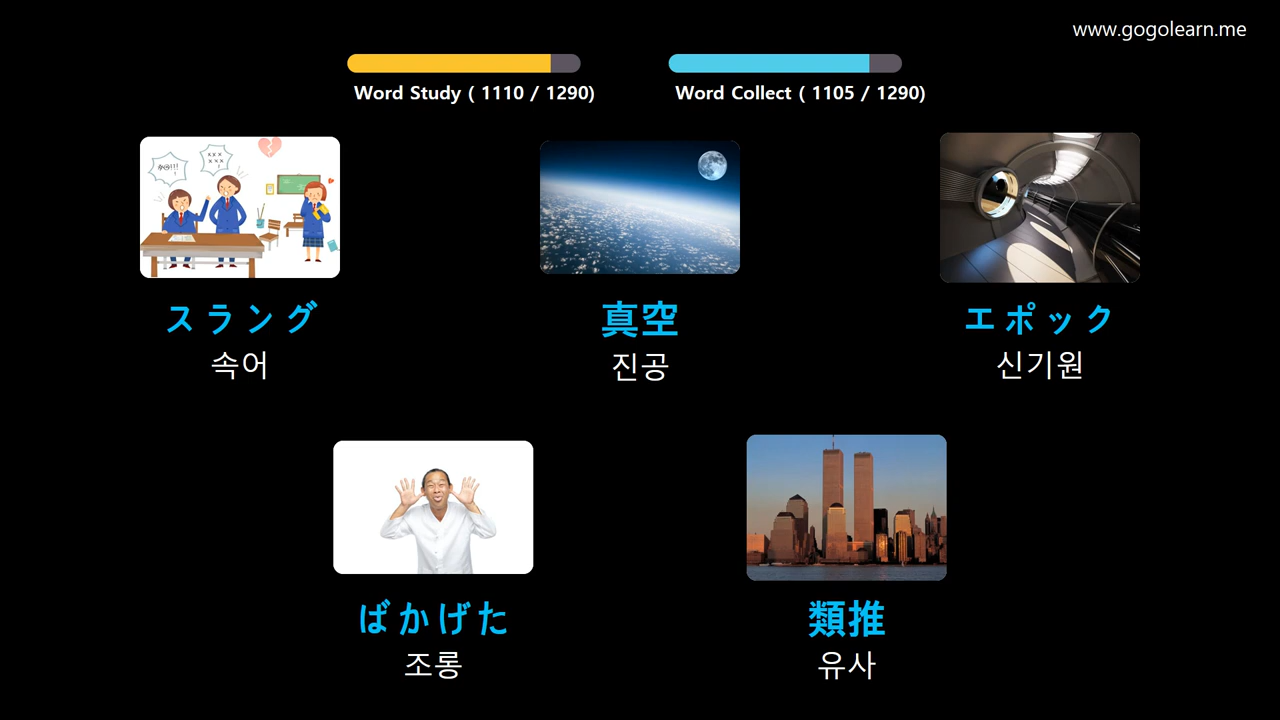 www.gogolearn.me
Word Study ( 1110 / 1290)
Word Collect ( 1105 / 1290)
スラング
속어
真空
진공
エポック
신기원
ばかげた
조롱
類推
유사